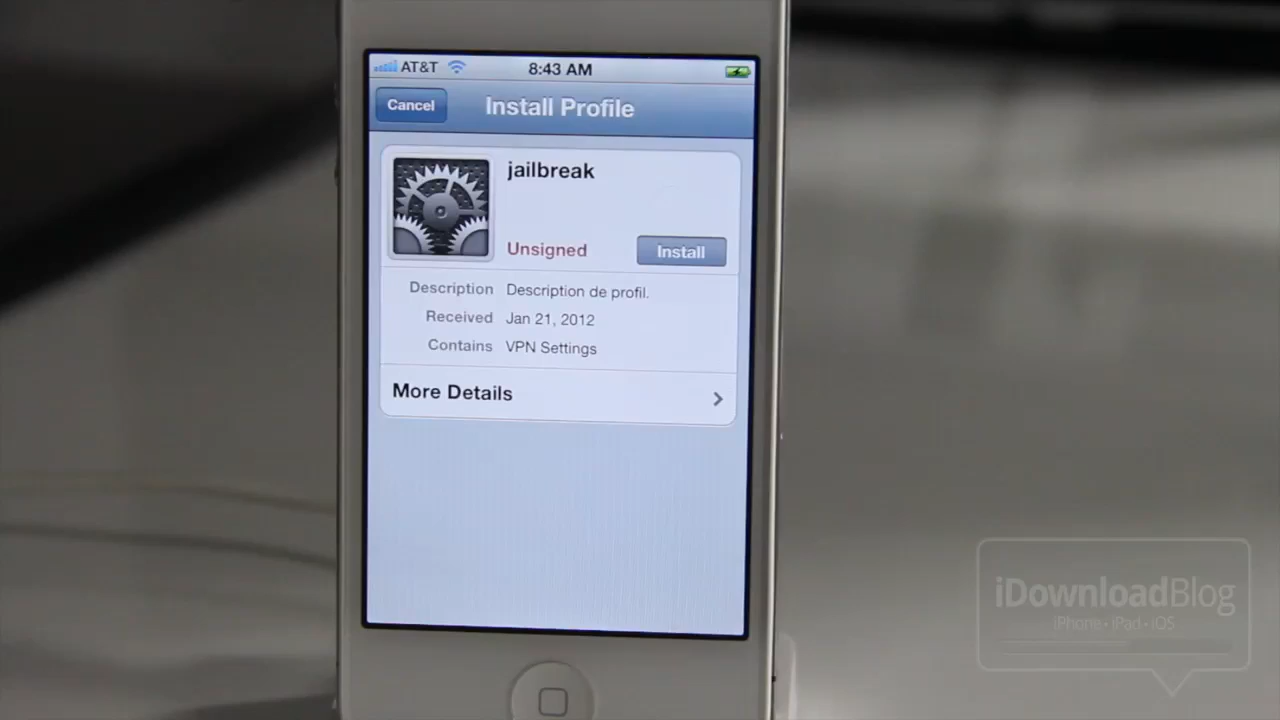 AT&T 8:43 AM
Cancel Install Profile
jailbreak
Unsigned Install
Description Description de profil.
Received Jan 21, 2012
Contains VPN Settings
More Details
iDownloadBlog
iPhone • iPad • iOS